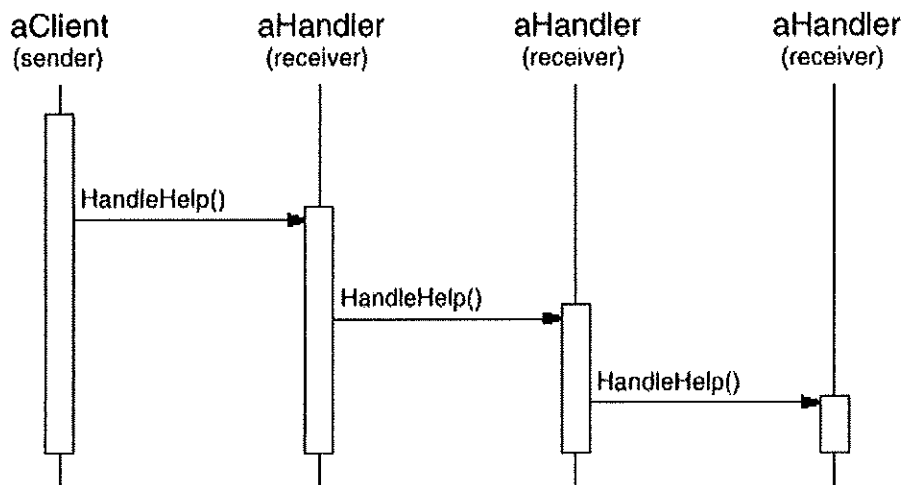 aClient
(sender)
aHandler
(receiver)
aHandler
(receiver)
aHandler
(receiver)
HandleHelp()
HandleHelp()
HandleHelp()